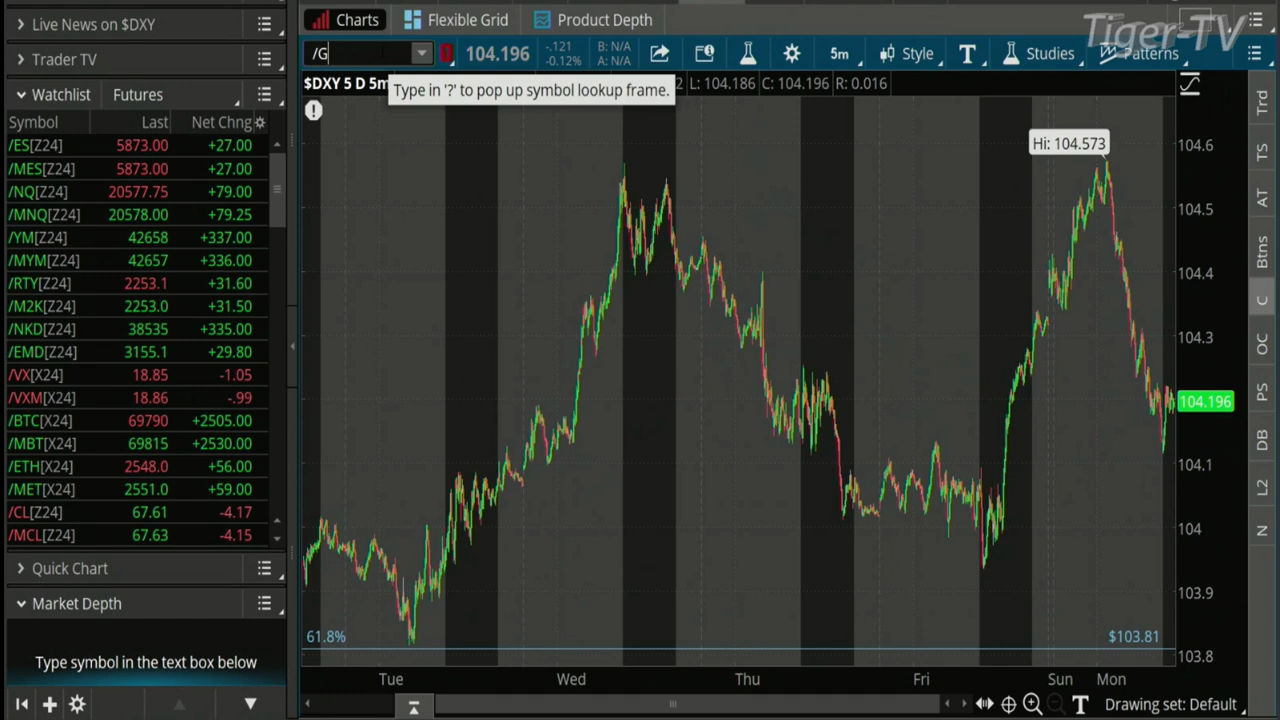 Live News on $DXY
Trader TV
Watchlist Futures
Symbol Last Net Chng
/ES[Z24] 5873.00 +27.00
/MES[Z24] 5873.00 +27.00
/NQ[Z24] 20577.75 +79.00
/MNQ[Z24] 20578.00 +79.25
/YM[Z24] 42658 +337.00
/MYM[Z24] 42657 +336.00
/RTY[Z24] 2253.1 +31.60
/M2K[Z24] 2253.0 +31.50
/NKD[Z24] 38535 +335.00
/EMD[Z24] 3155.1 +29.80
/VX[X24] 18.85 -1.05
/VXM[X24] 18.86 -.99
/BTC[X24] 69790 +2505.00
/MBT[X24] 69815 +2530.00
/ETH[X24] 2548.0 +56.00
/MET[X24] 2551.0 +59.00
/CL[Z24] 67.61 -4.17
/MCL[Z24] 67.63 -4.15
Quick Chart
Market Depth
Type symbol in the text box below
Charts Flexible Grid Product Depth
Tiger-TV
/G 104.196 -.121 B: N/A 5m Style T Studies Patterns
-0.12% A: N/A
$DXY 5 D 5m 2 L: 104.186 C: 104.196 R: 0.016
Type in '?' to pop up symbol lookup frame.
Hi: 104.573
104.6
104.5
104.4
104.3
104.196
104.1
104
103.9
103.8
61.8% $103.81
Tue Wed Thu Fri Sun Mon
T Drawing set: Default
Trd
TS
AT
Btns
C
OC
PS
DB
L2
N